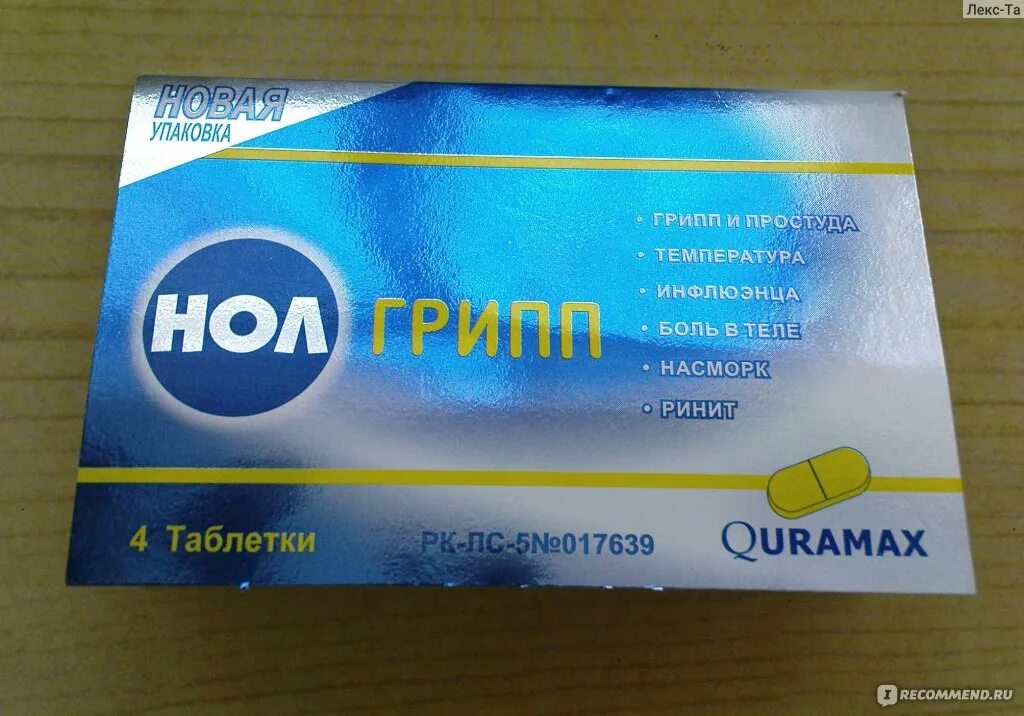 Лекс-Та
НОВАЯ
УПАКОВКА
• ГРИПП И ПРОСТУДА
• ТЕМПЕРАТУРА
• ИНФЛЮЭНЦА
• БОЛЬ В ТЕЛЕ
• НАСМОРК
• РИНИТ
НОЛ ГРИПП
4 Таблетки
РК-ЛС-5№017639
QURAMAX
IRECOMMEND.RU